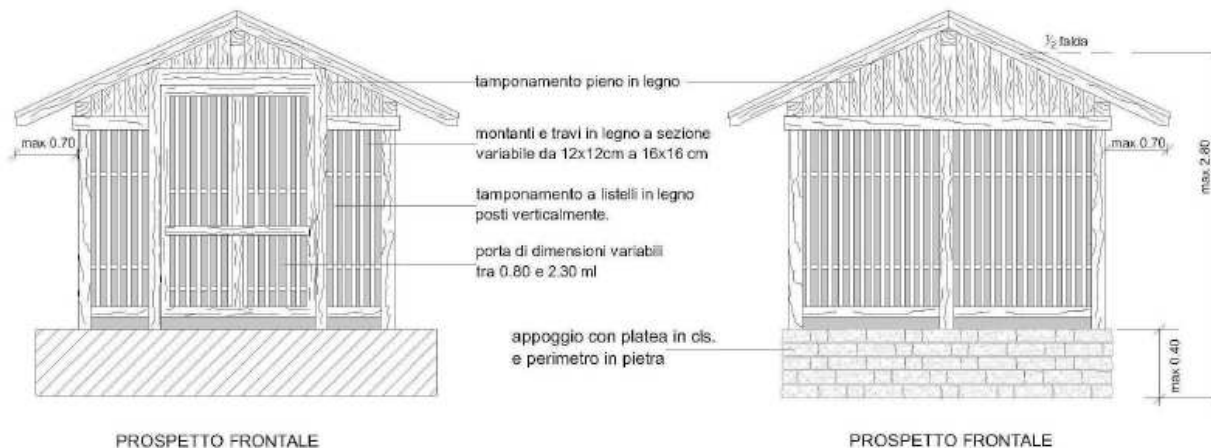 ½ falda
tamponamento pieno in legno
max 0.70
montanti e travi in legno a sezione
variabile da 12x12cm a 16x16 cm
max 0.70
max 2.80
tamponamento a listelli in legno
posti verticalmente.
porta di dimensioni variabili
tra 0.80 e 2.30 ml
appoggio con platea in cls.
e perimetro in pietra
max 0.40
PROSPETTO FRONTALE
PROSPETTO FRONTALE